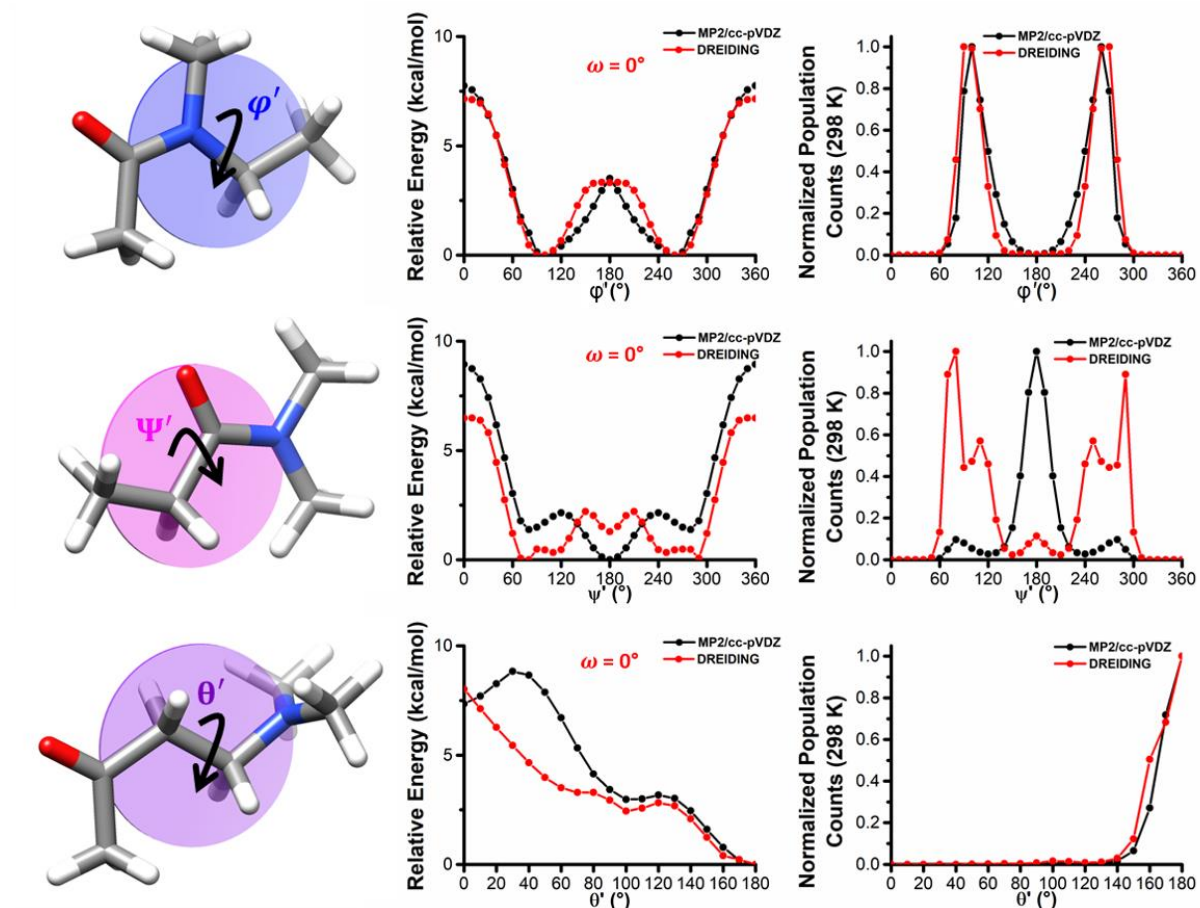 φ'
10
5
0
Relative Energy (kcal/mol)
MP2/cc-pVDZ
DREIDING
ω = 0°
0 60 120 180 240 300 360
φ'(°)
1.0
0.8
0.6
0.4
0.2
0.0
Normalized Population
Counts (298 K)
MP2/cc-pVDZ
DREIDING
0 60 120 180 240 300 360
φ'(°)
Ψ'
10
5
0
Relative Energy (kcal/mol)
MP2/cc-pVDZ
DREIDING
ω = 0°
0 60 120 180 240 300 360
ψ' (°)
1.0
0.8
0.6
0.4
0.2
0.0
Normalized Population
Counts (298 K)
MP2/cc-pVDZ
DREIDING
0 60 120 180 240 300 360
ψ' (°)
θ'
10
5
0
Relative Energy (kcal/mol)
MP2/cc-pVDZ
DREIDING
ω = 0°
0 20 40 60 80 100 120 140 160 180
θ' (°)
1.0
0.8
0.6
0.4
0.2
0.0
Normalized Population
Counts (298 K)
MP2/cc-pVDZ
DREIDING
0 20 40 60 80 100 120 140 160 180
θ' (°)